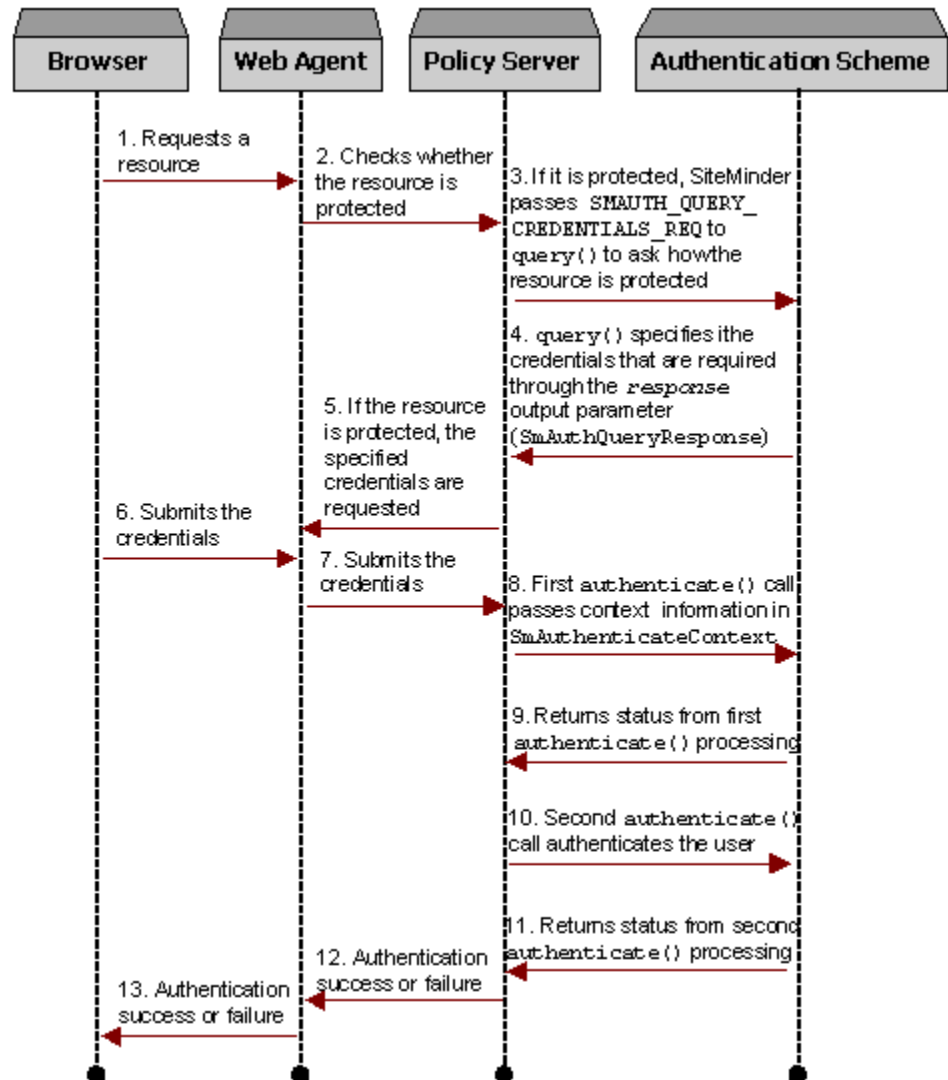 Browser
Web Agent
Policy Server
Authentication Scheme
1. Requests a
resource
2. Checks whether
the resource is
protected
3. If it is protected, SiteMinder
passes SMAUTH_QUERY_
CREDENTIALS_REQ to
query() to ask howthe
resource is protected
4. query() specifies ithe
credentials that are required
through the response
output parameter
(SmAuthQueryResponse)
5. If the resource
is protected, the
specified
credentials are
requested
6. Submits the
credentials
7. Submits the
credentials
8. First authenticate() call
passes context information in
SmAuthenticateContext
9. Returns status from first
authenticate() processing
10. Second authenticate()
call authenticates the user
11. Returns status from second
authenticate() processing
12. Authentication
success or failure
13. Authentication
success or failure